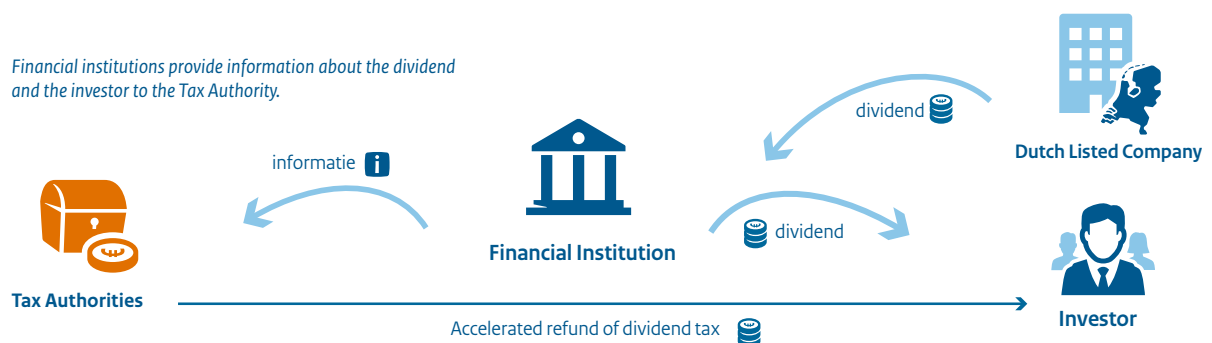 Financial institutions provide information about the dividend
and the investor to the Tax Authority.
dividend
Dutch Listed Company
informatie
i
dividend
Financial Institution
Tax Authorities
Investor
Accelerated refund of dividend tax